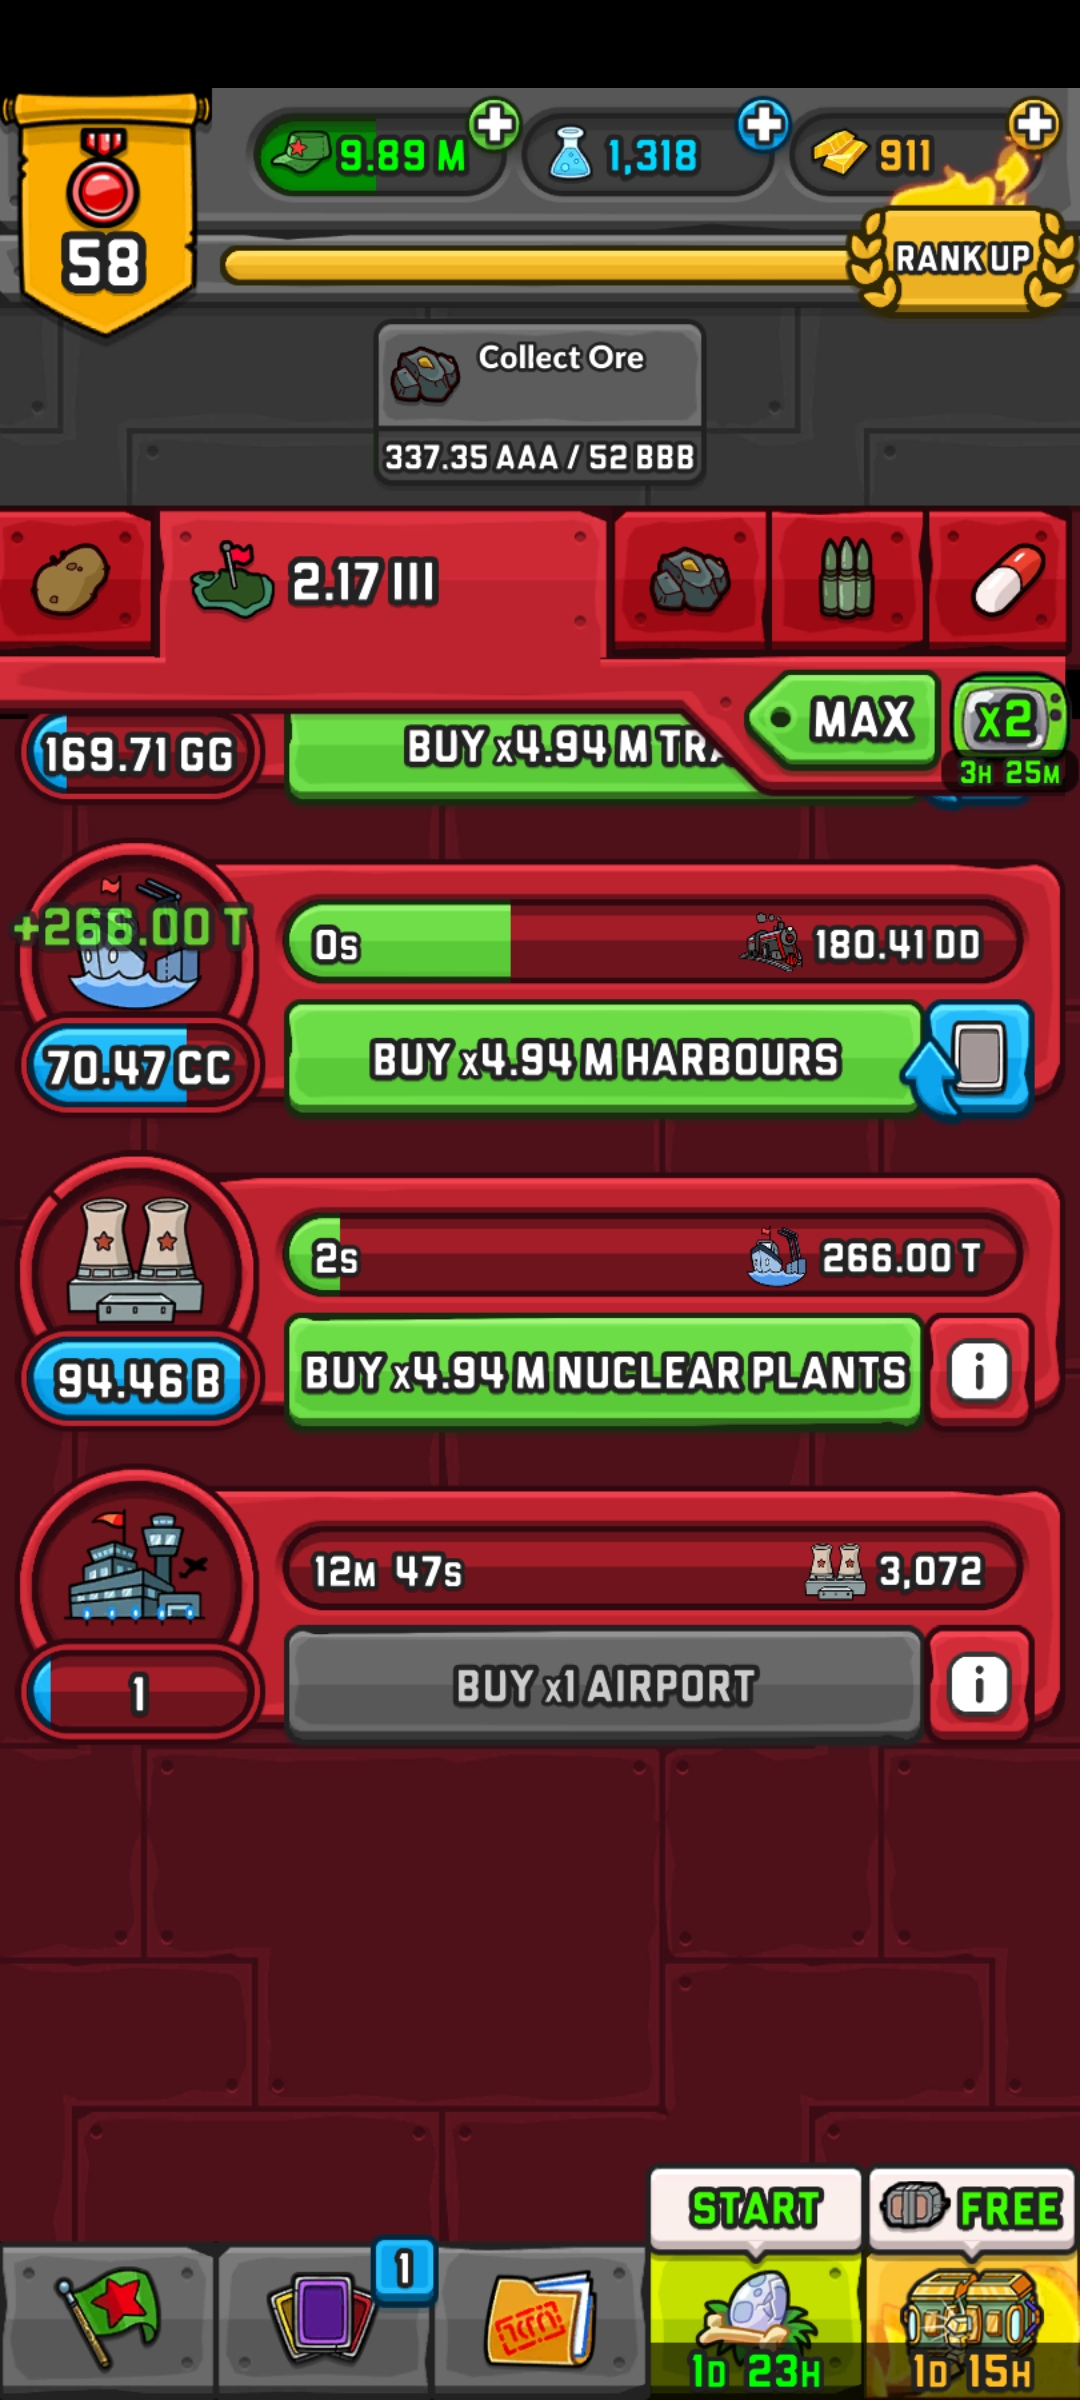 9.89 M
1,318
911
58
RANK UP
Collect Ore
337.35 AAA / 52 BBB
2.17 III
MAX
x2
3H 25M
169.71 GG
BUY x4.94 M
+266.00 T
0s
180.41 DD
70.47 CC
BUY x4.94 M HARBOURS
2s
266.00 T
94.46 B
BUY x4.94 M NUCLEAR PLANTS
i
12M 47s
3,072
1
BUY x1 AIRPORT
i
START
FREE
1
1D 23H
1D 15H